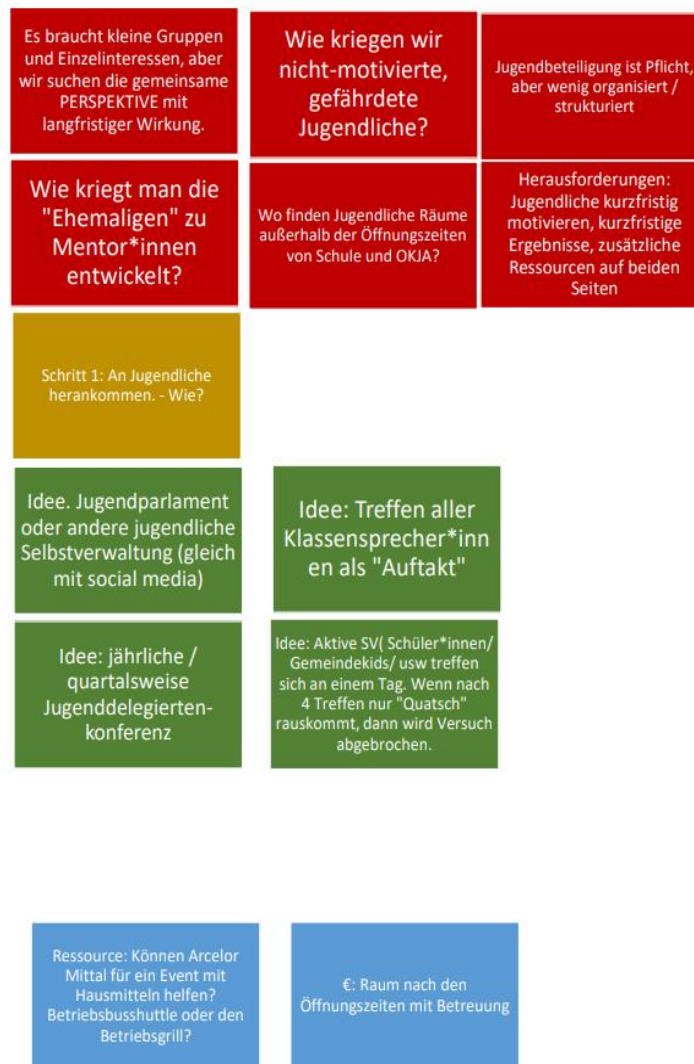 Es braucht kleine Gruppen
und Einzelinteressen, aber
wir suchen die gemeinsame
PERSPEKTIVE mit
langfristiger Wirkung.
Wie kriegen wir
nicht-motivierte,
gefährdete
Jugendliche?
Jugendbeteiligung ist Pflicht,
aber wenig organisiert /
strukturiert
Wie kriegt man die
"Ehemaligen" zu
Mentor*innen
entwickelt?
Wo finden Jugendliche Räume
außerhalb der Öffnungszeiten
von Schule und OKJA?
Herausforderungen:
Jugendliche kurzfristig
motivieren, kurzfristige
Ergebnisse, zusätzliche
Ressourcen auf beiden
Seiten
Schritt 1: An Jugendliche
herankommen. - Wie?
Idee. Jugendparlament
oder andere jugendliche
Selbstverwaltung (gleich
mit social media)
Idee: Treffen aller
Klassensprecher*inn
en als "Auftakt"
Idee: jährliche /
quartalsweise
Jugenddelegierten-
konferenz
Idee: Aktive SV( Schüler*innen/
Gemeindekids/ usw treffen
sich an einem Tag. Wenn nach
4 Treffen nur "Quatsch"
rauskommt, dann wird Versuch
abgebrochen.
Ressource: Können Arcelor
Mittal für ein Event mit
Hausmitteln helfen?
Betriebsbusshuttle oder den
Betriebsgrill?
€: Raum nach den
Öffnungszeiten mit Betreuung